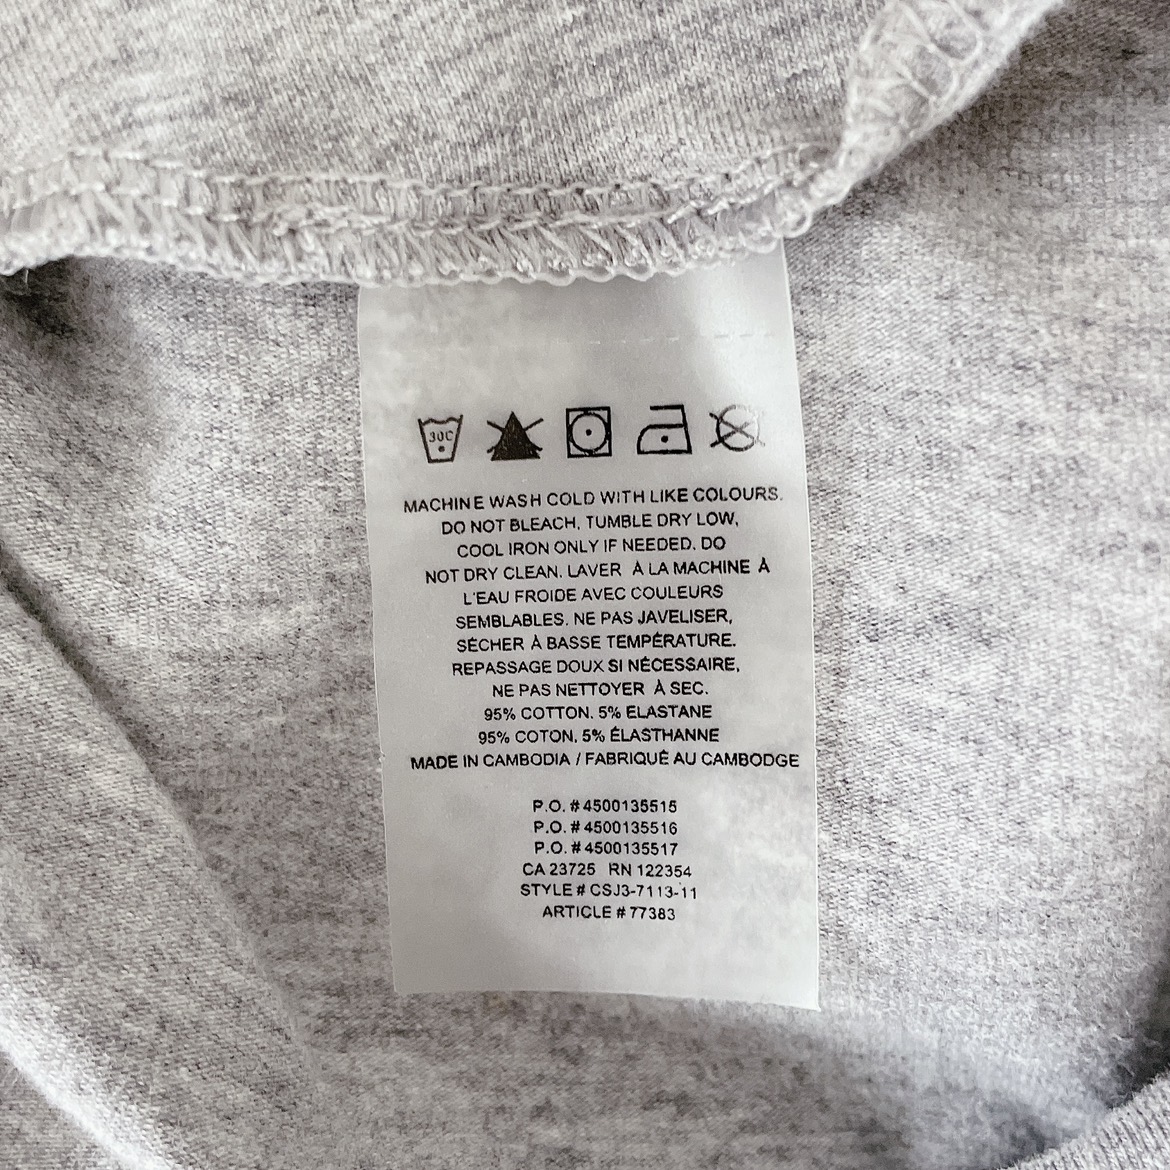 30C
MACHINE WASH COLD WITH LIKE COLOURS.
DO NOT BLEACH, TUMBLE DRY LOW,
COOL IRON ONLY IF NEEDED. DO
NOT DRY CLEAN. LAVER À LA MACHINE À
L'EAU FROIDE AVEC COULEURS
SEMBLABLES. NE PAS JAVELISER,
SÉCHER À BASSE TEMPÉRATURE.
REPASSAGE DOUX SI NÉCESSAIRE,
NE PAS NETTOYER À SEC.
95% COTTON, 5% ELASTANE
95% COTON, 5% ÉLASTHANNE
MADE IN CAMBODIA / FABRIQUÉ AU CAMBODGE
P.O. # 4500135515
P.O. # 4500135516
P.O. # 4500135517
CA 23725 RN 122354
STYLE # CSJ3-7113-11
ARTICLE # 77383